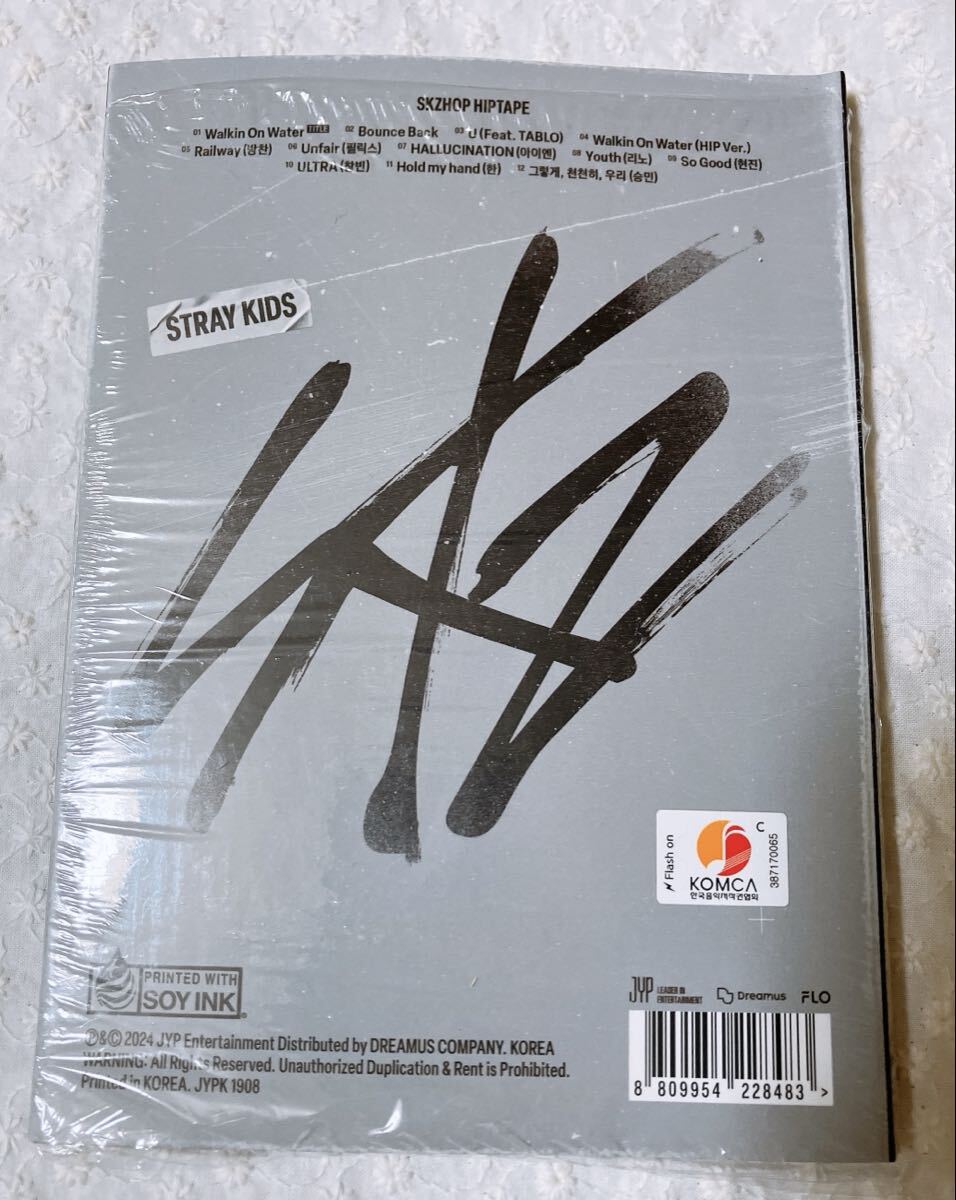 SKZHOP HIPTAPE
01 Walkin On Water TITLE 02 Bounce Back 03 U (Feat. TABLO) 04 Walkin On Water (HIP Ver.)
05 Railway (방찬) 06 Unfair (필릭스) 07 HALLUCINATION (아이엔) 08 Youth (리노) 09 So Good (현진)
10 ULTRA (창빈) 11 Hold my hand (한) 12 그렇게, 천천히, 우리 (승민)
STRAY KIDS
SKZ
Flash on
KOMCA
한국음악저작권협회
C
387170065
PRINTED WITH
SOY INK
JYP LEADER IN
ENTERTAINMENT
Dreamus
FLO
℗&© 2024 JYP Entertainment Distributed by DREAMUS COMPANY. KOREA
WARNING: All Rights Reserved. Unauthorized Duplication & Rent is Prohibited.
Printed in KOREA. JYPK 1908
8 809954 228483 >